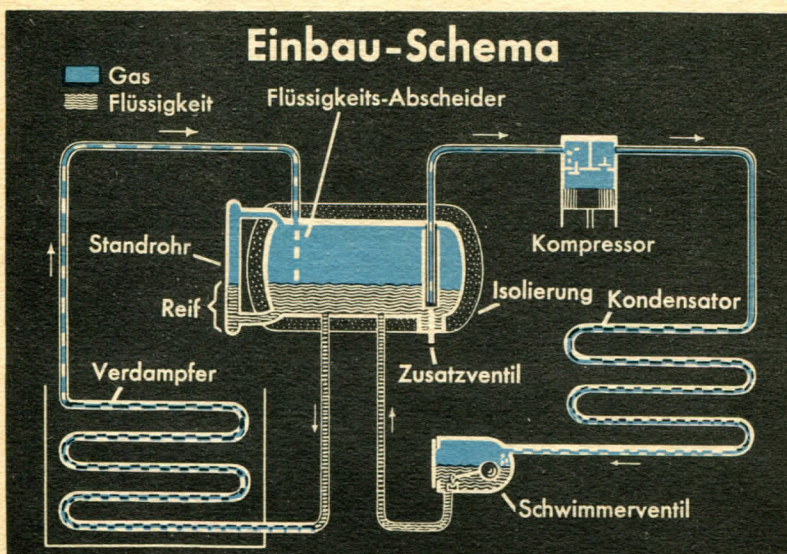 Einbau-Schema
Gas
Flüssigkeit
Flüssigkeits-Abscheider
Standrohr
Kompressor
Reif
Isolierung
Kondensator
Verdampfer
Zusatzventil
Schwimmerventil